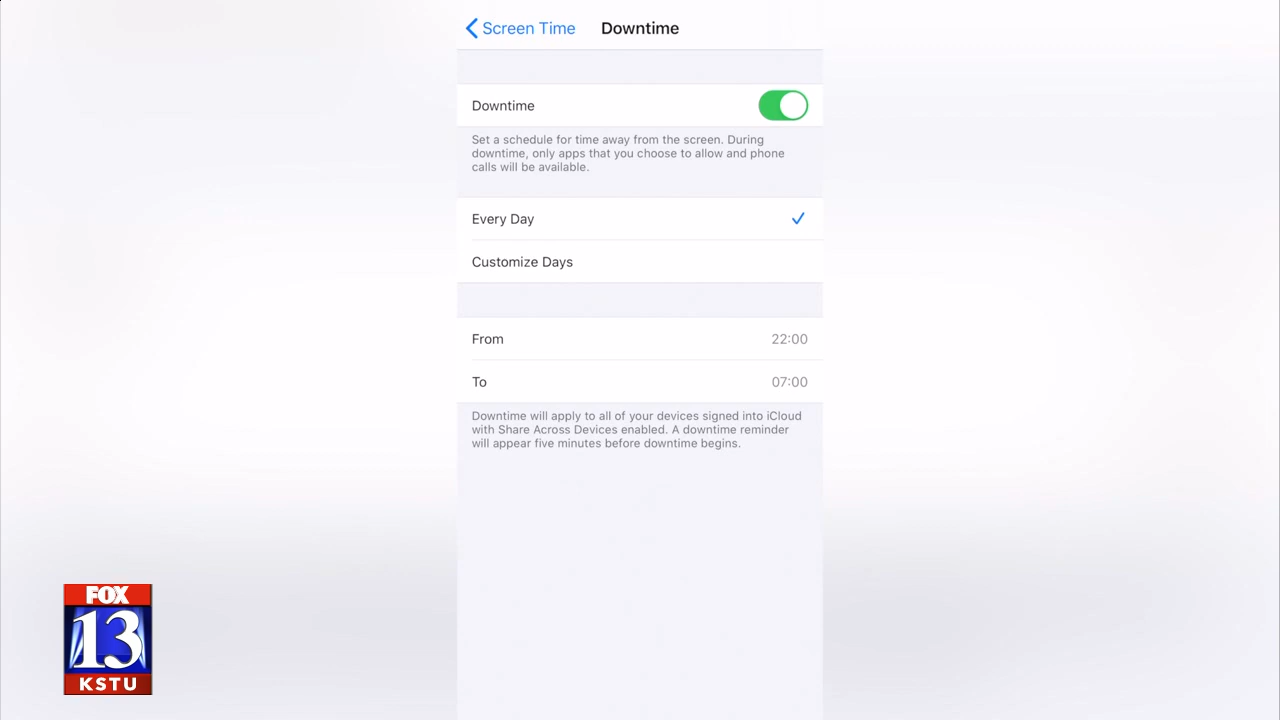 Screen Time
Downtime
Downtime
Set a schedule for time away from the screen. During
downtime, only apps that you choose to allow and phone
calls will be available.
Every Day
Customize Days
From 22:00
To 07:00
Downtime will apply to all of your devices signed into iCloud
with Share Across Devices enabled. A downtime reminder
will appear five minutes before downtime begins.
FOX
13
KSTU